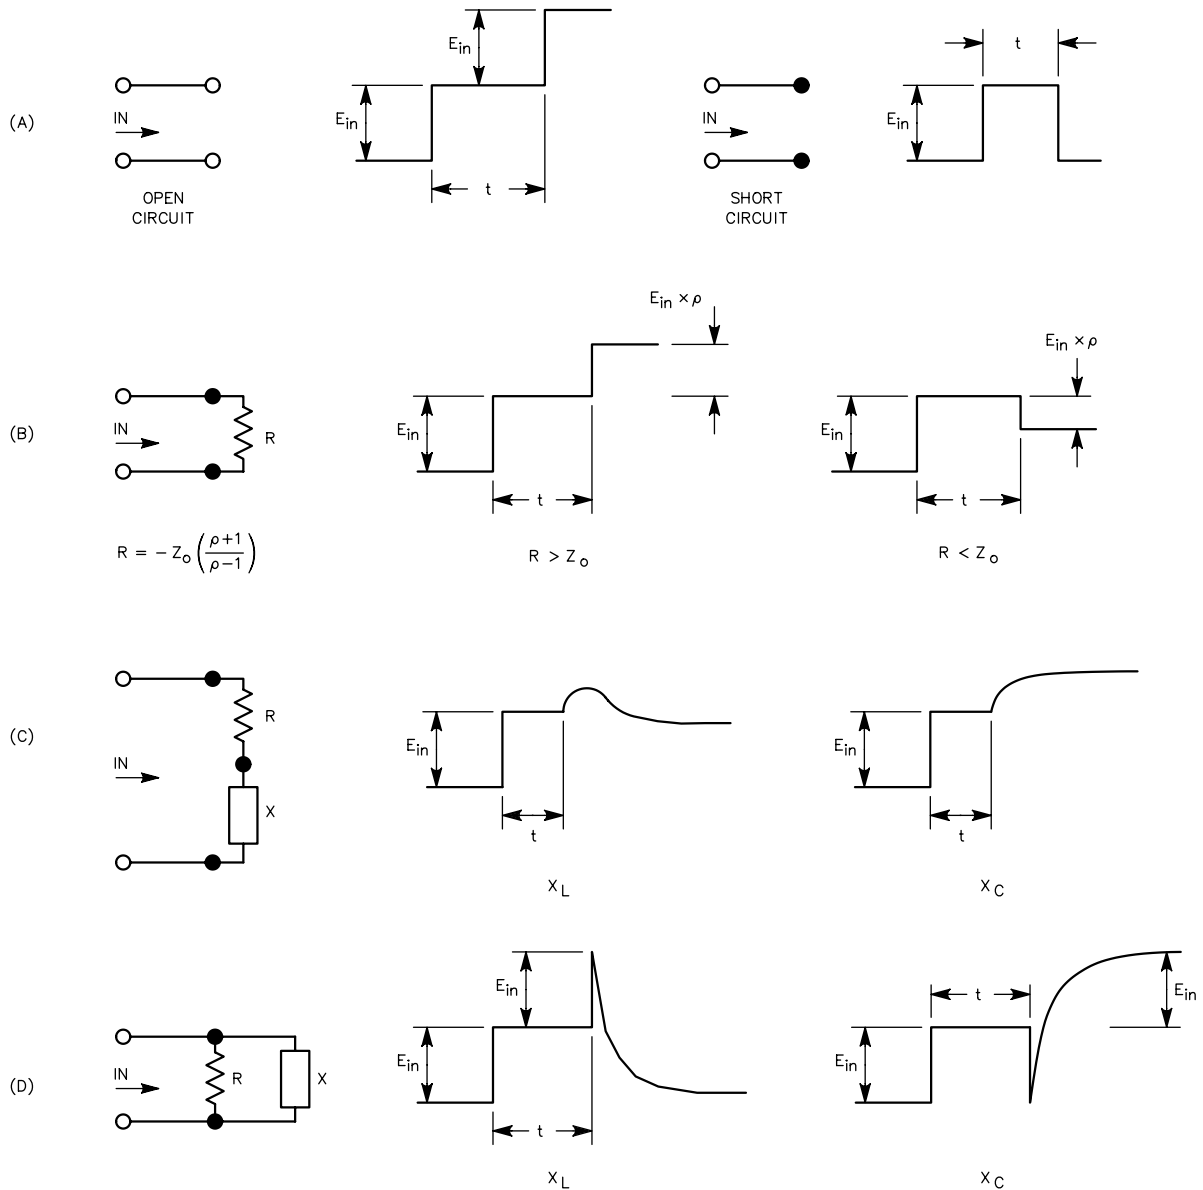 E_in
E_in
t
(A)
IN
E_in
IN
E_in
t
OPEN
CIRCUIT
SHORT
CIRCUIT
E_in × ρ
E_in × ρ
(B)
IN
R
E_in
E_in
t
t
R = − Z_o (ρ+1 / ρ−1)
R > Z_o
R < Z_o
(C)
R
IN
X
E_in
E_in
t
t
X_L
X_C
E_in
t
E_in
(D)
IN
R
X
E_in
E_in
t
X_L
X_C